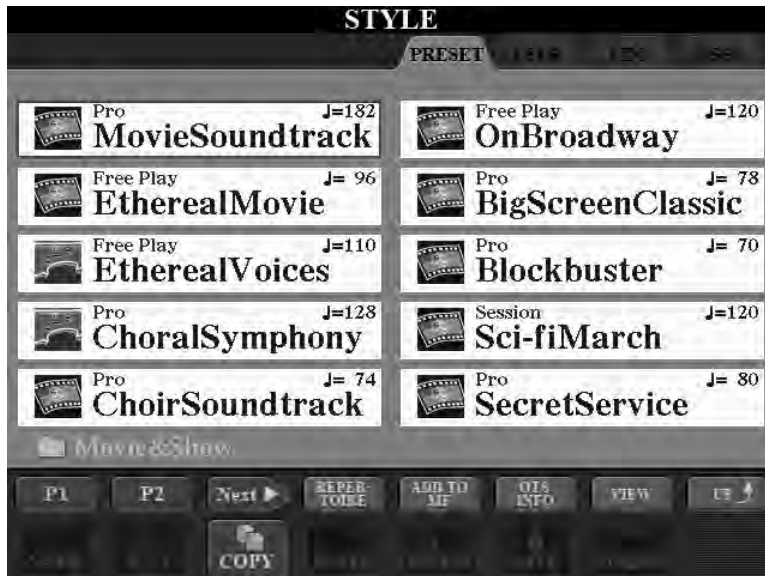 STYLE
PRESET
Pro ♩=182
MovieSoundtrack
Free Play ♩=120
OnBroadway
Free Play ♩= 96
EtherealMovie
Pro ♩= 78
BigScreenClassic
Free Play ♩=110
EtherealVoices
Pro ♩= 70
Blockbuster
Pro ♩=128
ChoralSymphony
Session ♩=120
Sci-fiMarch
Pro ♩= 74
ChoirSoundtrack
Pro ♩= 80
SecretService
Movie&Show
P1 P2 Next ▶ REPER-TOIRE ADD TO MF OTS INFO VIEW UP
COPY